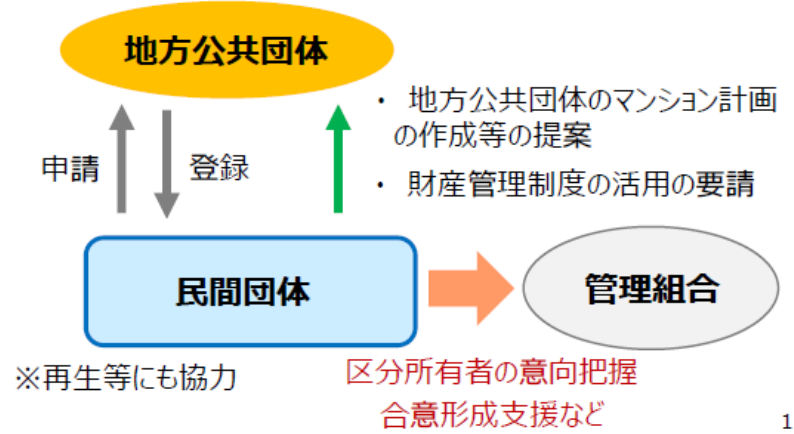 地方公共団体
申請
登録
・ 地方公共団体のマンション計画
の作成等の提案
・ 財産管理制度の活用の要請
民間団体
管理組合
※再生等にも協力
区分所有者の意向把握
合意形成支援など
1